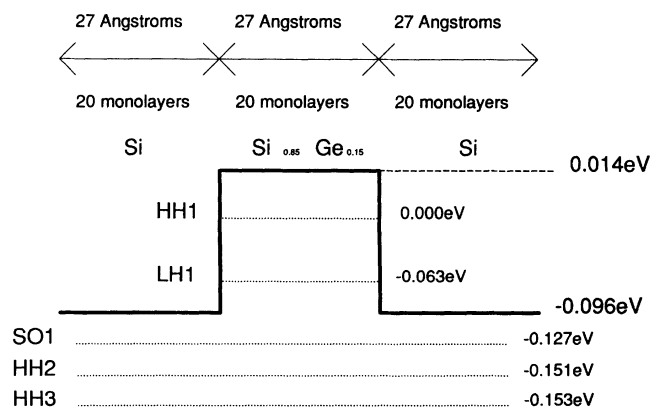 27 Angstroms 27 Angstroms 27 Angstroms
20 monolayers 20 monolayers 20 monolayers
Si Si 0.85 Ge 0.15 Si
0.014eV
HH1 0.000eV
LH1 -0.063eV
-0.096eV
SO1 -0.127eV
HH2 -0.151eV
HH3 -0.153eV